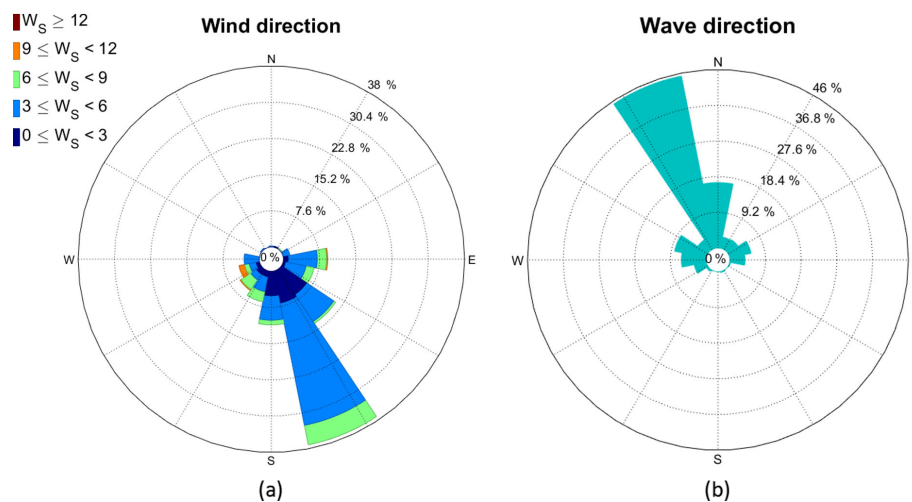 W_S ≥ 12
9 ≤ W_S < 12
6 ≤ W_S < 9
3 ≤ W_S < 6
0 ≤ W_S < 3
Wind direction
N
38 %
30.4 %
22.8 %
15.2 %
7.6 %
0 %
W
E
S
(a)
Wave direction
N
46 %
36.8 %
27.6 %
18.4 %
9.2 %
0 %
W
S
(b)